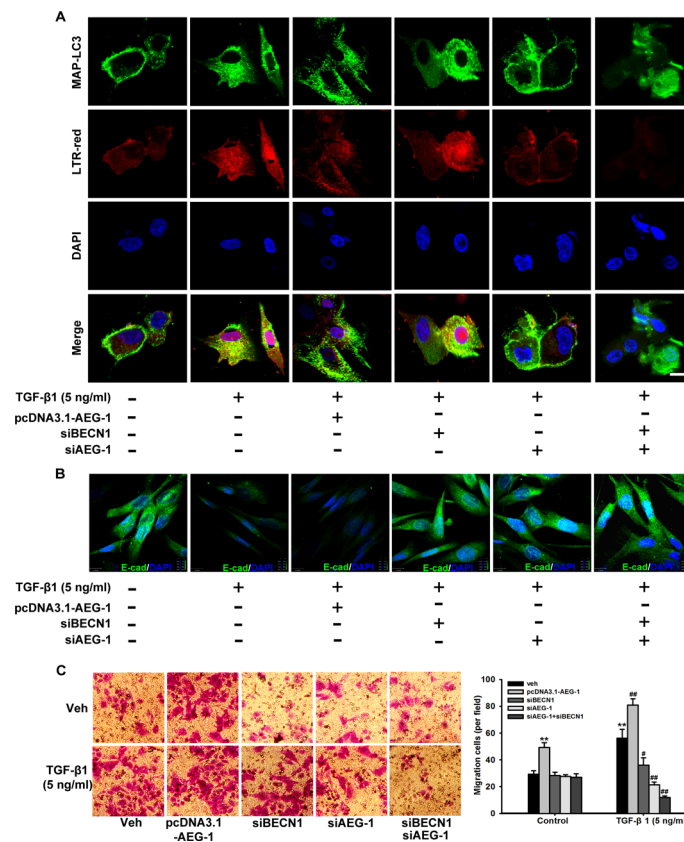 A
MAP-LC3
LTR-red
DAPI
Merge
TGF-β1 (5 ng/ml) - + + + + +
pcDNA3.1-AEG-1 - - + - - -
siBECN1 - - - + - +
siAEG-1 - - - - + +
B
E-cad/DAPI E-cad/DAPI E-cad/DAPI E-cad/DAPI E-cad/DAPI E-cad/DAPI
TGF-β1 (5 ng/ml) - + + + + +
pcDNA3.1-AEG-1 - - + - - -
siBECN1 - - - + - +
siAEG-1 - - - - + +
C
Veh
TGF-β1
(5 ng/ml)
Veh pcDNA3.1 siBECN1 siAEG-1 siBECN1
-AEG-1 siAEG-1
Migration cells (per field)
100
80
60
40
20
0
veh
pcDNA3.1-AEG-1
siBECN1
siAEG-1
siAEG-1+siBECN1
**
**
##
#
##
##
Control TGF-β 1 (5 ng/m